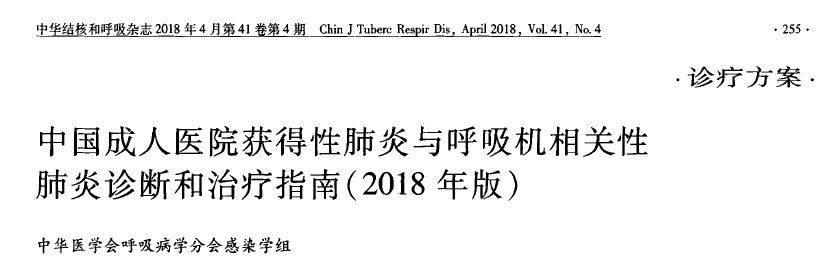 中华结核和呼吸杂志 2018 年 4 月第 41 卷第 4 期 Chin J Tuberc Respir Dis, April 2018, Vol. 41, No. 4 ·255·
·诊疗方案·
中国成人医院获得性肺炎与呼吸机相关性
肺炎诊断和治疗指南(2018 年版)
中华医学会呼吸病学分会感染学组